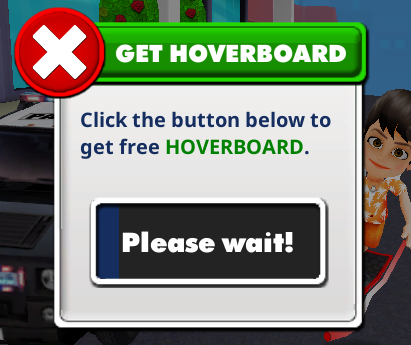 GET HOVERBOARD
Click the button below to
get free HOVERBOARD.
Please wait!